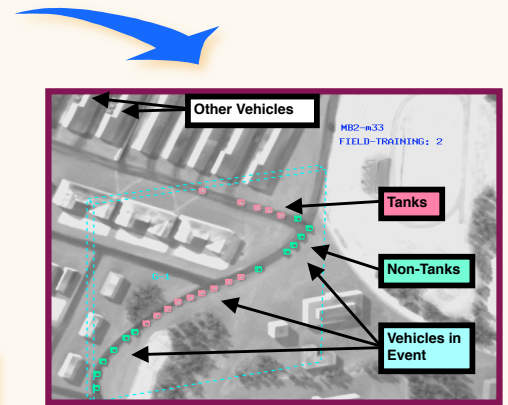 Other Vehicles
MB2-m33
FIELD-TRAINING: 2
Tanks
Non-Tanks
Vehicles in
Event